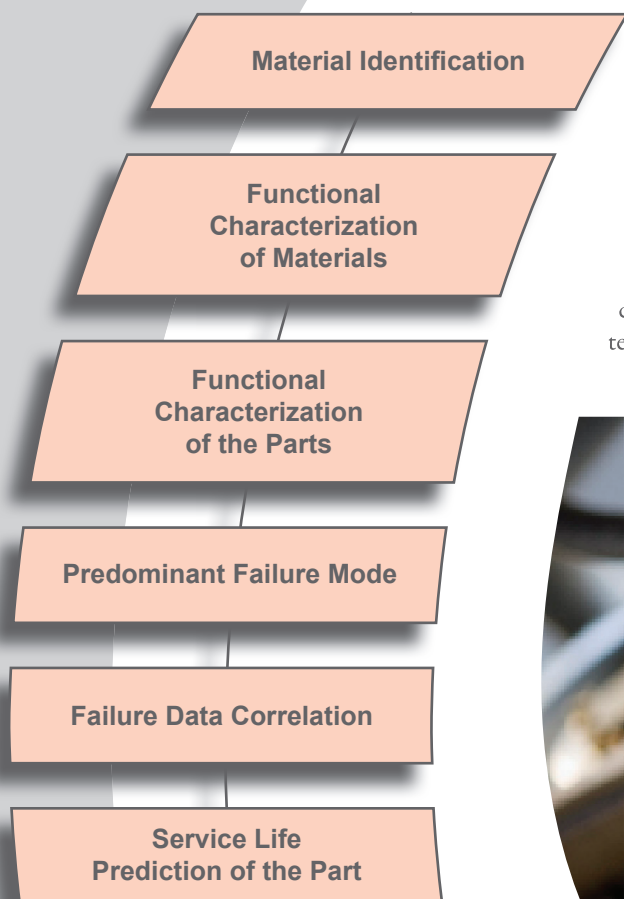 Material Identification
Functional
Characterization
of Materials
Functional
Characterization
of the Parts
Predominant Failure Mode
Failure Data Correlation
Service Life
Prediction of the Part